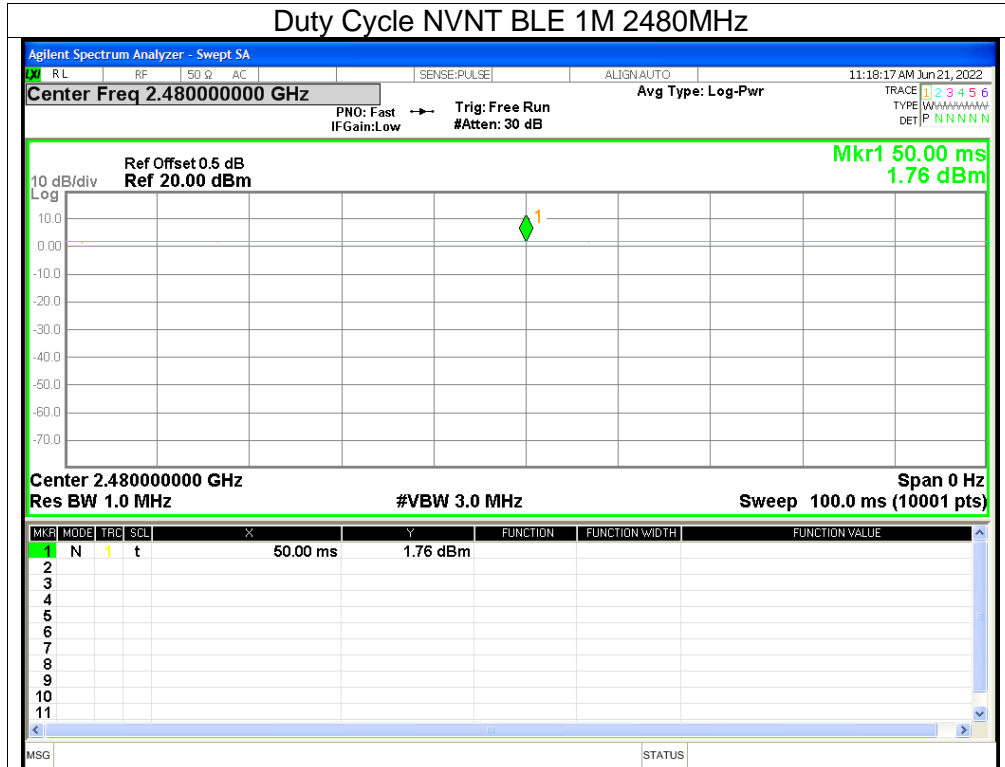 Duty Cycle NVNT BLE 1M 2480MHz
Agilent Spectrum Analyzer - Swept SA
LXI RL RF 50 Ω AC SENSE:PULSE ALIGN AUTO 11:18:17 AM Jun 21, 2022
Center Freq 2.480000000 GHz
PNO: Fast
IFGain:Low
Trig: Free Run
#Atten: 30 dB
Avg Type: Log-Pwr
TRACE 1 2 3 4 5 6
TYPE WWWWWW
DET P N N N N N
Ref Offset 0.5 dB
10 dB/div Ref 20.00 dBm
Log
Mkr1 50.00 ms
1.76 dBm
10.0
0.00
-10.0
-20.0
-30.0
-40.0
-50.0
-60.0
-70.0
1
Center 2.480000000 GHz Span 0 Hz
Res BW 1.0 MHz #VBW 3.0 MHz Sweep 100.0 ms (10001 pts)
MKR MODE TRC SCL X Y FUNCTION FUNCTION WIDTH FUNCTION VALUE
1 N 1 t 50.00 ms 1.76 dBm
2
3
4
5
6
7
8
9
10
11
MSG STATUS